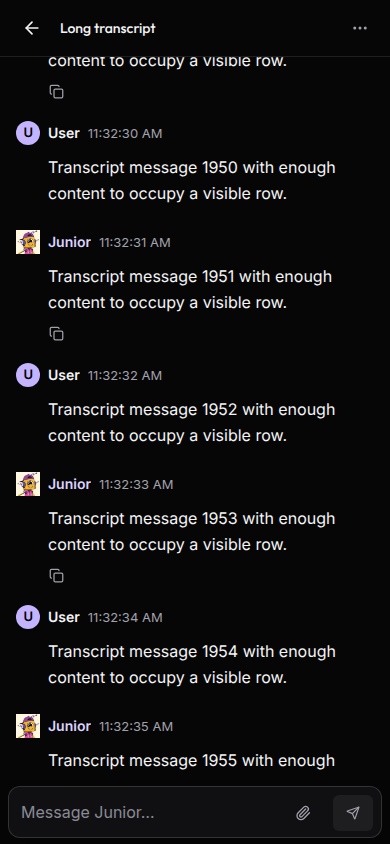 Long transcript
content to occupy a visible row.
U User 11:32:30 AM
Transcript message 1950 with enough
content to occupy a visible row.
Junior 11:32:31 AM
Transcript message 1951 with enough
content to occupy a visible row.
U User 11:32:32 AM
Transcript message 1952 with enough
content to occupy a visible row.
Junior 11:32:33 AM
Transcript message 1953 with enough
content to occupy a visible row.
U User 11:32:34 AM
Transcript message 1954 with enough
content to occupy a visible row.
Junior 11:32:35 AM
Transcript message 1955 with enough
Message Junior...